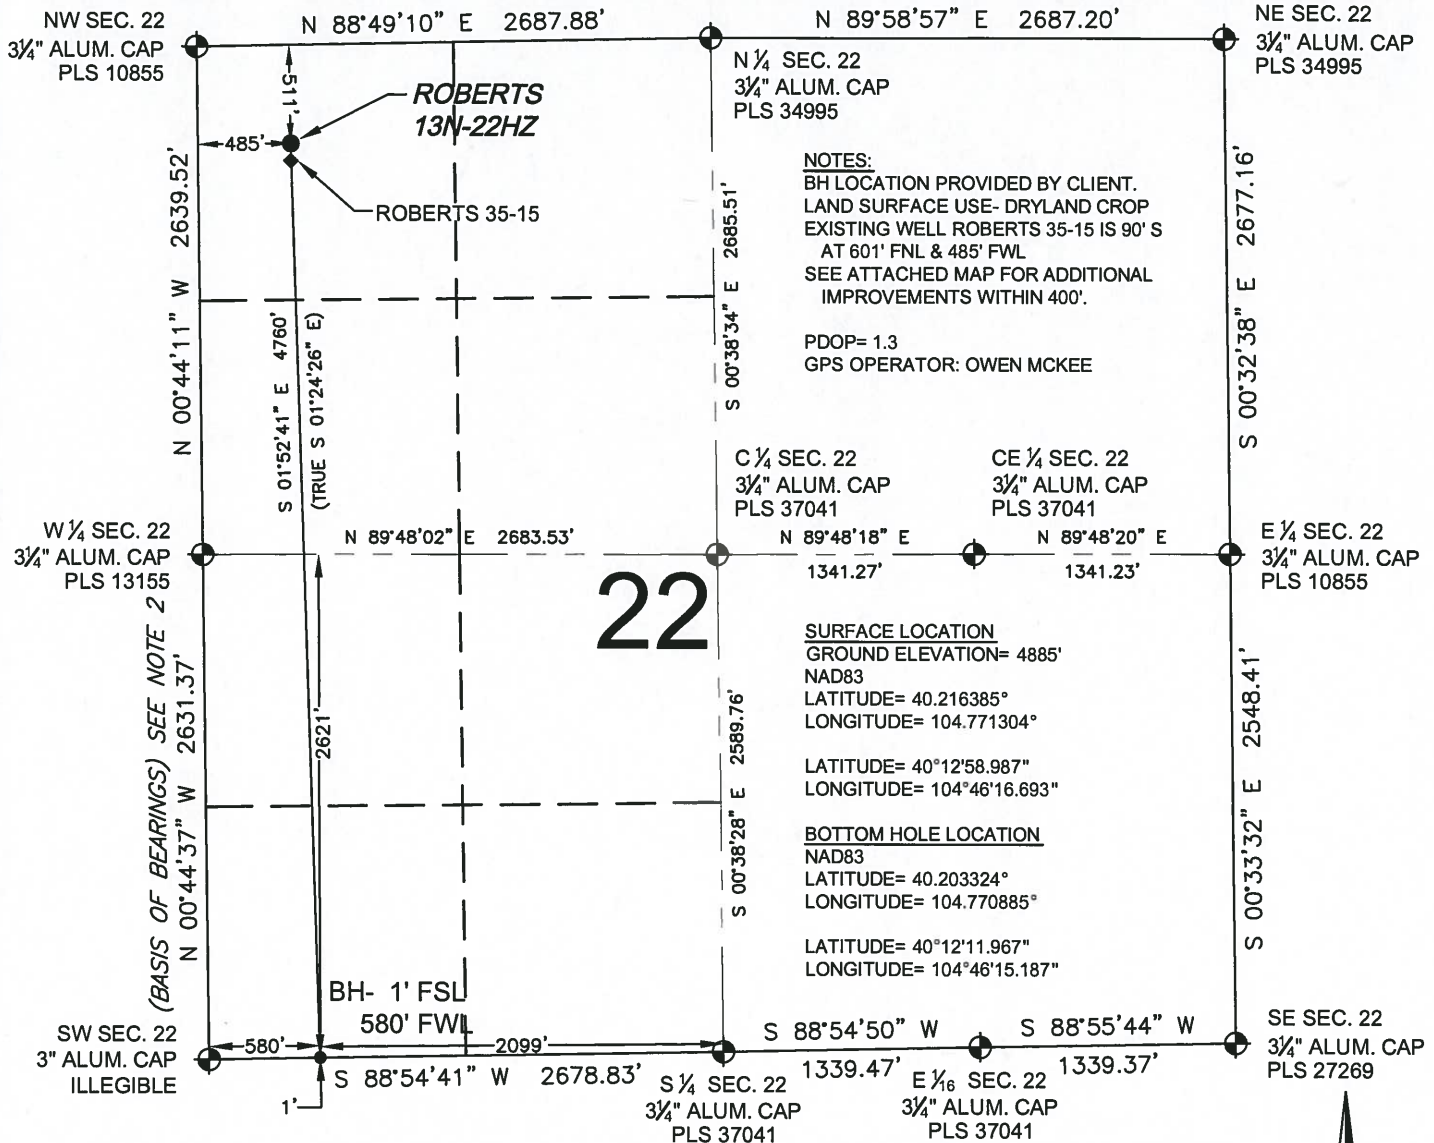 NW SEC. 22
3¼" ALUM. CAP
PLS 10855
N 88°49'10" E 2687.88'
N 89°58'57" E 2687.20'
NE SEC. 22
3¼" ALUM. CAP
PLS 34995
N ¼ SEC. 22
3¼" ALUM. CAP
PLS 34995
511'
485'
ROBERTS
13N-22HZ
ROBERTS 35-15
N 00°44'11" W 2639.52'
S 01°52'41" E 4760'
(TRUE S 01°24'26" E)
S 00°38'34" E 2685.51'
NOTES:
BH LOCATION PROVIDED BY CLIENT.
LAND SURFACE USE- DRYLAND CROP
EXISTING WELL ROBERTS 35-15 IS 90' S
AT 601' FNL & 485' FWL
SEE ATTACHED MAP FOR ADDITIONAL
IMPROVEMENTS WITHIN 400'.
PDOP= 1.3
GPS OPERATOR: OWEN MCKEE
S 00°32'38" E 2677.16'
C ¼ SEC. 22
3¼" ALUM. CAP
PLS 37041
CE ¼ SEC. 22
3¼" ALUM. CAP
PLS 37041
W ¼ SEC. 22
3¼" ALUM. CAP
PLS 13155
N 89°48'02" E 2683.53'
N 89°48'18" E
1341.27'
N 89°48'20" E
1341.23'
E ¼ SEC. 22
3¼" ALUM. CAP
PLS 10855
22
(BASIS OF BEARINGS) SEE NOTE 2
N 00°44'37" W 2631.37'
2621'
S 00°38'28" E 2589.76'
SURFACE LOCATION
GROUND ELEVATION= 4885'
NAD83
LATITUDE= 40.216385°
LONGITUDE= 104.771304°
LATITUDE= 40°12'58.987"
LONGITUDE= 104°46'16.693"
BOTTOM HOLE LOCATION
NAD83
LATITUDE= 40.203324°
LONGITUDE= 104.770885°
LATITUDE= 40°12'11.967"
LONGITUDE= 104°46'15.187"
S 00°33'32" E 2548.41'
BH- 1' FSL
580' FWL
SW SEC. 22
3" ALUM. CAP
ILLEGIBLE
580'
2099'
1'
S 88°54'41" W 2678.83'
S ¼ SEC. 22
3¼" ALUM. CAP
PLS 37041
S 88°54'50" W
1339.47'
E 1⁄16 SEC. 22
3¼" ALUM. CAP
PLS 37041
S 88°55'44" W
1339.37'
SE SEC. 22
3¼" ALUM. CAP
PLS 27269